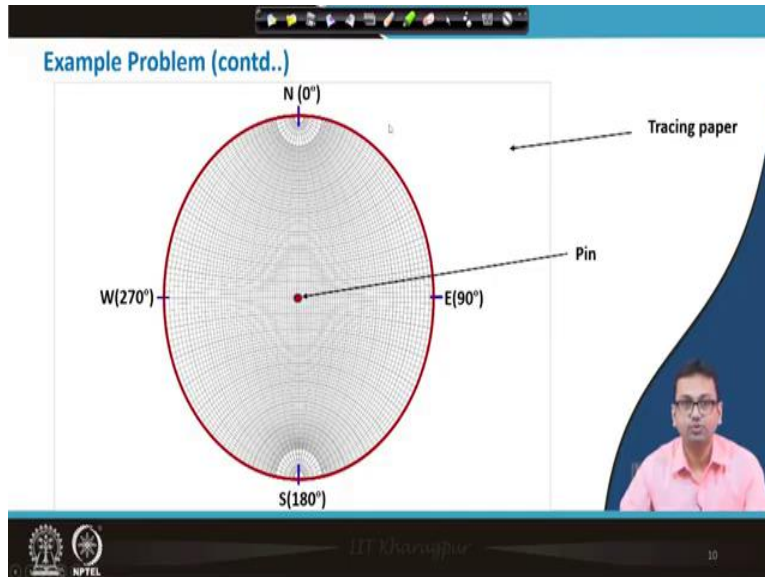 Example Problem (contd..)
N (0°)
Tracing paper
Pin
W(270°)
E(90°)
S(180°)
IIT Kharagpur
NPTEL
10